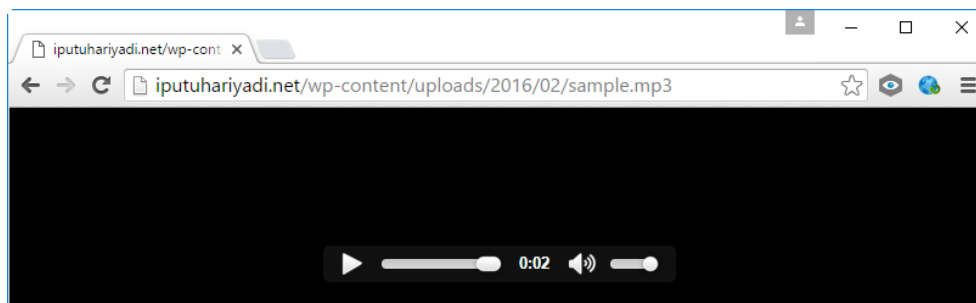 iputuhariyadi.net/wp-cont
iputuhariyadi.net/wp-content/uploads/2016/02/sample.mp3
0:02